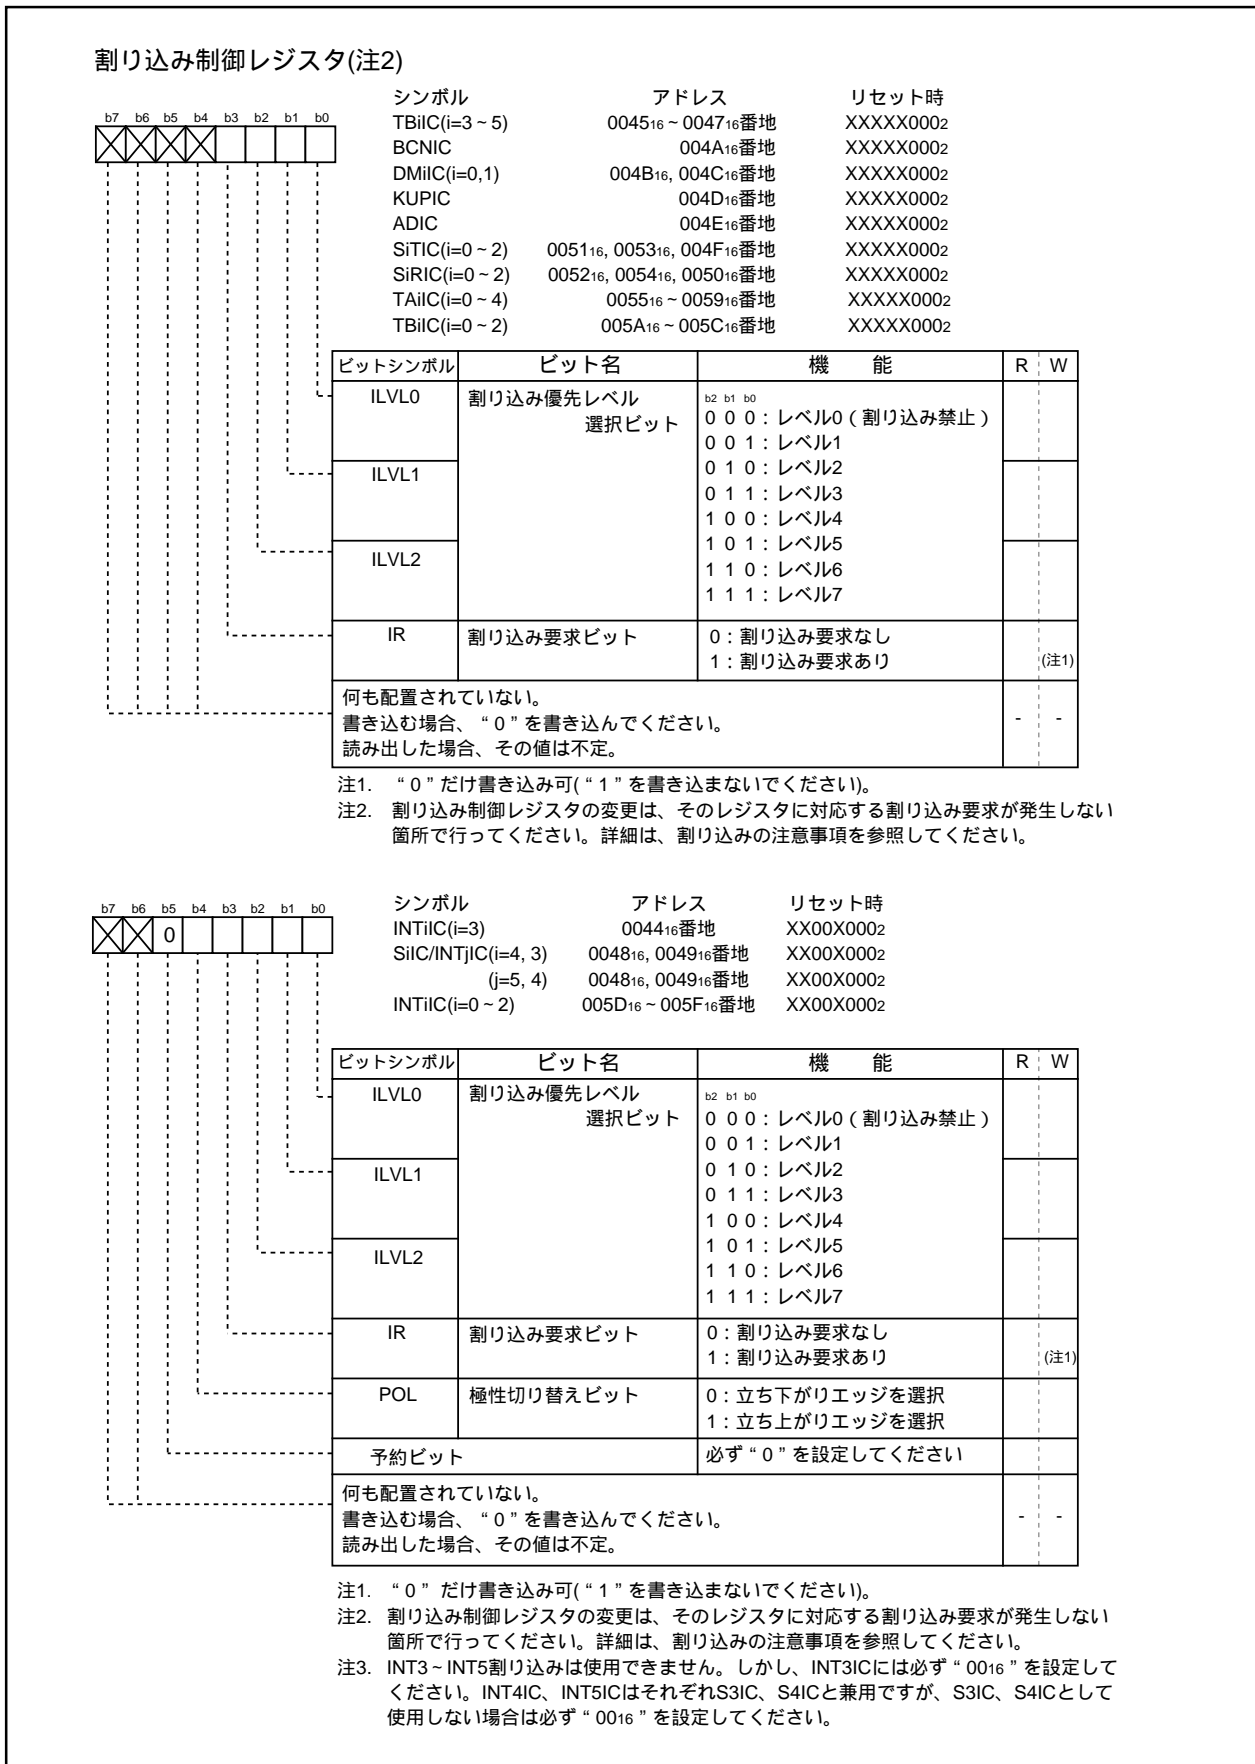 割り込み制御レジスタ(注2)
シンボル アドレス リセット時
b7 b6 b5 b4 b3 b2 b1 b0
TBiIC(i=3～5) 004516～004716番地 XXXXX0002
BCNIC 004A16番地 XXXXX0002
DMiIC(i=0,1) 004B16, 004C16番地 XXXXX0002
KUPIC 004D16番地 XXXXX0002
ADIC 004E16番地 XXXXX0002
SiTIC(i=0～2) 005116, 005316, 004F16番地 XXXXX0002
SiRIC(i=0～2) 005216, 005416, 005016番地 XXXXX0002
TAiIC(i=0～4) 005516～005916番地 XXXXX0002
TBiIC(i=0～2) 005A16～005C16番地 XXXXX0002
ビットシンボル ビット名 機 能 R W
ILVL0 割り込み優先レベル
選択ビット
b2 b1 b0
0 0 0：レベル0（割り込み禁止）
0 0 1：レベル1
ILVL1 0 1 0：レベル2
0 1 1：レベル3
1 0 0：レベル4
1 0 1：レベル5
ILVL2 1 1 0：レベル6
1 1 1：レベル7
IR 割り込み要求ビット 0：割り込み要求なし
1：割り込み要求あり (注1)
何も配置されていない。
書き込む場合、“0”を書き込んでください。 - -
読み出した場合、その値は不定。
注1. “0”だけ書き込み可(“1”を書き込まないでください)。
注2. 割り込み制御レジスタの変更は、そのレジスタに対応する割り込み要求が発生しない
箇所で行ってください。詳細は、割り込みの注意事項を参照してください。
シンボル アドレス リセット時
b7 b6 b5 b4 b3 b2 b1 b0
0
INTiIC(i=3) 004416番地 XX00X0002
SiIC/INTjIC(i=4, 3) 004816, 004916番地 XX00X0002
(j=5, 4) 004816, 004916番地 XX00X0002
INTiIC(i=0～2) 005D16～005F16番地 XX00X0002
ビットシンボル ビット名 機 能 R W
ILVL0 割り込み優先レベル
選択ビット
b2 b1 b0
0 0 0：レベル0（割り込み禁止）
0 0 1：レベル1
ILVL1 0 1 0：レベル2
0 1 1：レベル3
1 0 0：レベル4
1 0 1：レベル5
ILVL2 1 1 0：レベル6
1 1 1：レベル7
IR 割り込み要求ビット 0：割り込み要求なし
1：割り込み要求あり (注1)
POL 極性切り替えビット 0：立ち下がりエッジを選択
1：立ち上がりエッジを選択
予約ビット 必ず“0”を設定してください
何も配置されていない。
書き込む場合、“0”を書き込んでください。 - -
読み出した場合、その値は不定。
注1. “0” だけ書き込み可(“1”を書き込まないでください)。
注2. 割り込み制御レジスタの変更は、そのレジスタに対応する割り込み要求が発生しない
箇所で行ってください。詳細は、割り込みの注意事項を参照してください。
注3. INT3～INT5割り込みは使用できません。しかし、INT3ICには必ず“0016”を設定して
ください。INT4IC、INT5ICはそれぞれS3IC、S4ICと兼用ですが、S3IC、S4ICとして
使用しない場合は必ず“0016”を設定してください。